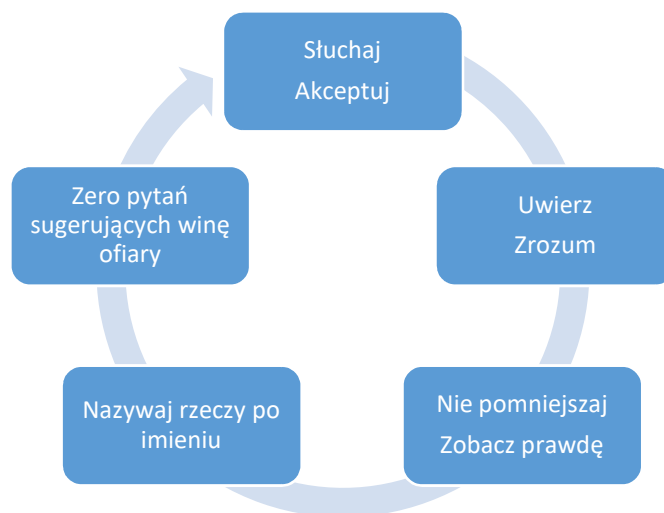 Słuchaj
Akceptuj
Uwierz
Zrozum
Nie pomniejszaj
Zobacz prawdę
Nazywaj rzeczy po
imieniu
Zero pytań
sugerujących winę
ofiary